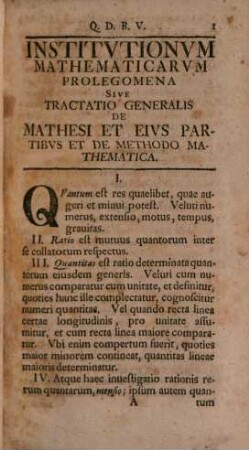 Q. D. B. V. 1
INSTITVTIONVM
MATHEMATICARVM
PROLEGOMENA
SIVE
TRACTATIO GENERALIS
DE
MATHESI ET EIVS PAR-
TIBVS ET DE METHODO MA-
THEMATICA.
I.
QVantum est res quaelibet, quae au-
geri et minui potest. Veluti nu-
merus, extensio, motus, tempus,
grauitas.
II. Ratio est mutuus quantorum inter
se collatorum respectus.
III. Quantitas est ratio determinata quan-
torum eiusdem generis. Veluri cum nu-
merus comparatur cum unitate, et definitur,
quoties hunc ille complectatur, cognoscitur
numeri quantitas. Vel quando recta linea
certae longitudinis, pro unitate assu-
mitur, et cum recta linea maiore compara-
tur. Vbi enim compertum fuerit, quoties
maior minorem contineat, quantitas lineae
maioris determinatur.
IV. Atque haec inuestigatio rationis re-
rum quantarum, mensio; ipsum autem quan-
A tum